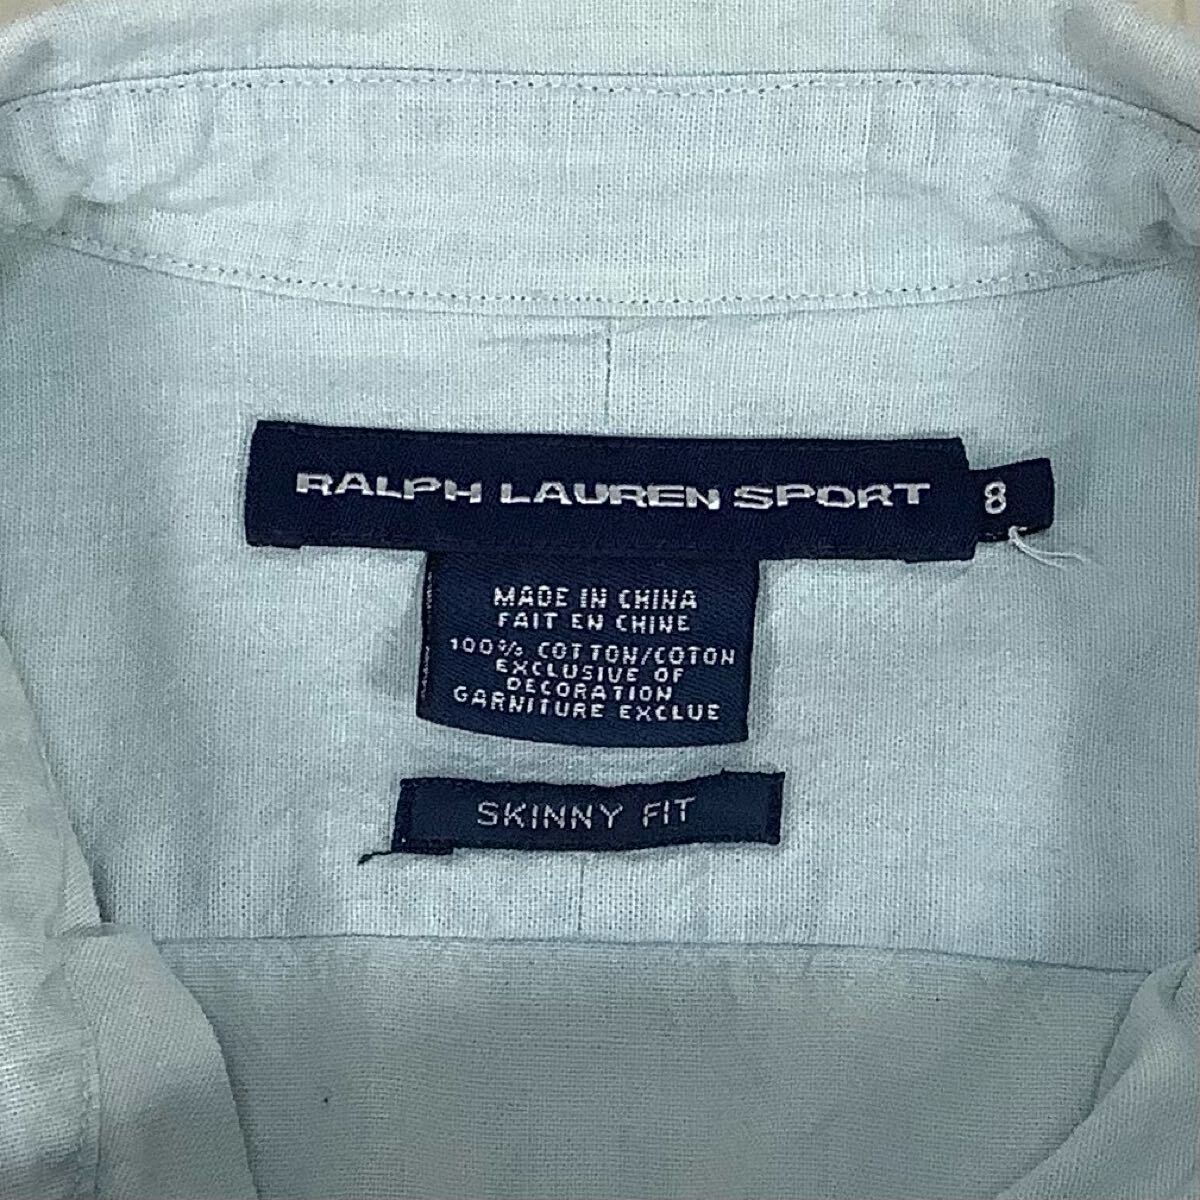 RALPH LAUREN SPORT 8
MADE IN CHINA
FAIT EN CHINE
100% COTTON/COTON
EXCLUSIVE OF
DECORATION
GARNITURE EXCLUE
SKINNY FIT